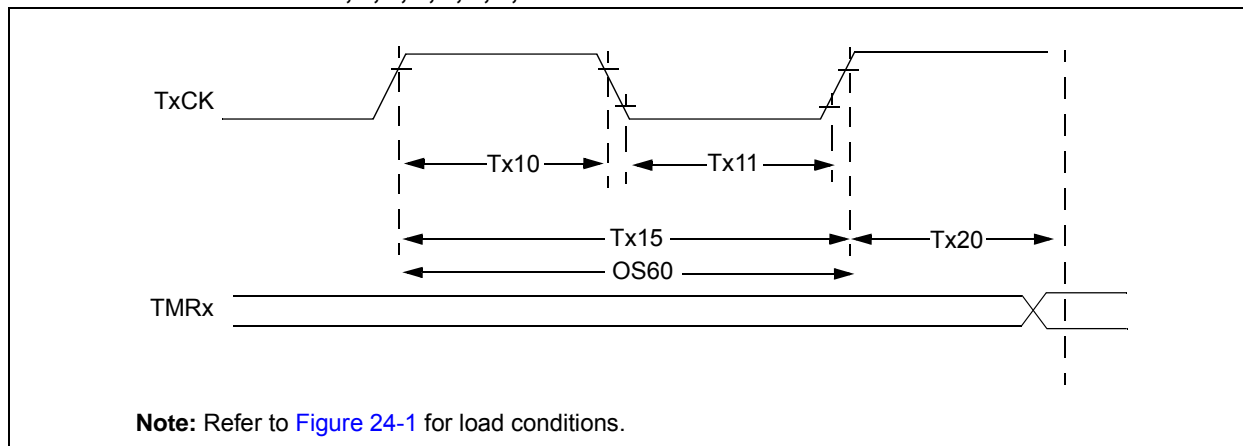 TxCK
Tx10
Tx11
Tx15
Tx20
OS60
TMRx
Note: Refer to Figure 24-1 for load conditions.